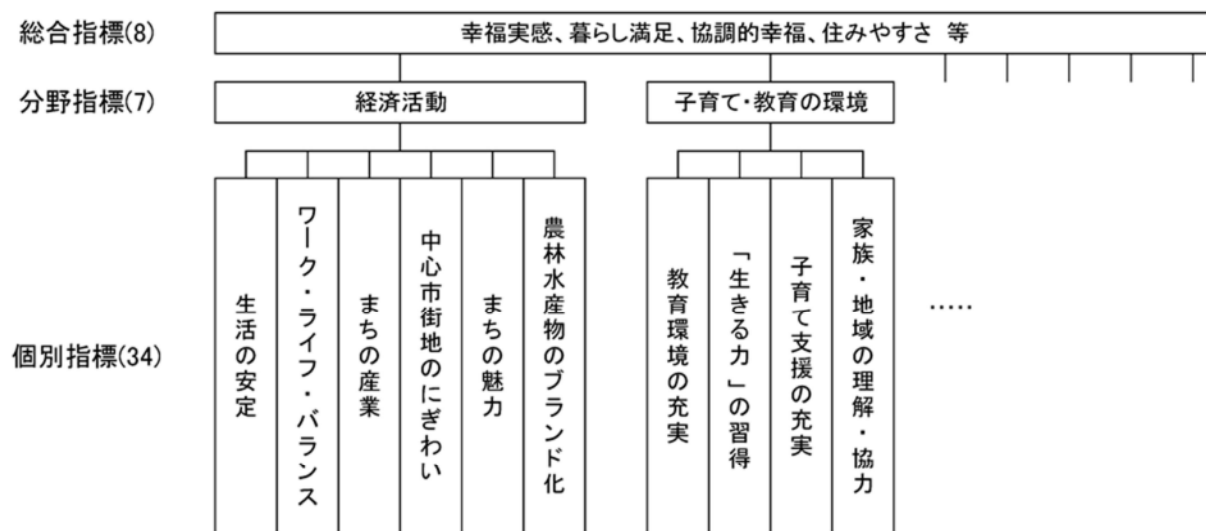 総合指標(8)
幸福実感、暮らし満足、協調的幸福、住みやすさ 等
分野指標(7)
経済活動
子育て・教育の環境
個別指標(34)
生活の安定
ワーク・ライフ・バランス
まちの産業
中心市街地のにぎわい
まちの魅力
農林水産物のブランド化
教育環境の充実
「生きる力」の習得
子育て支援の充実
家族・地域の理解・協力
.....